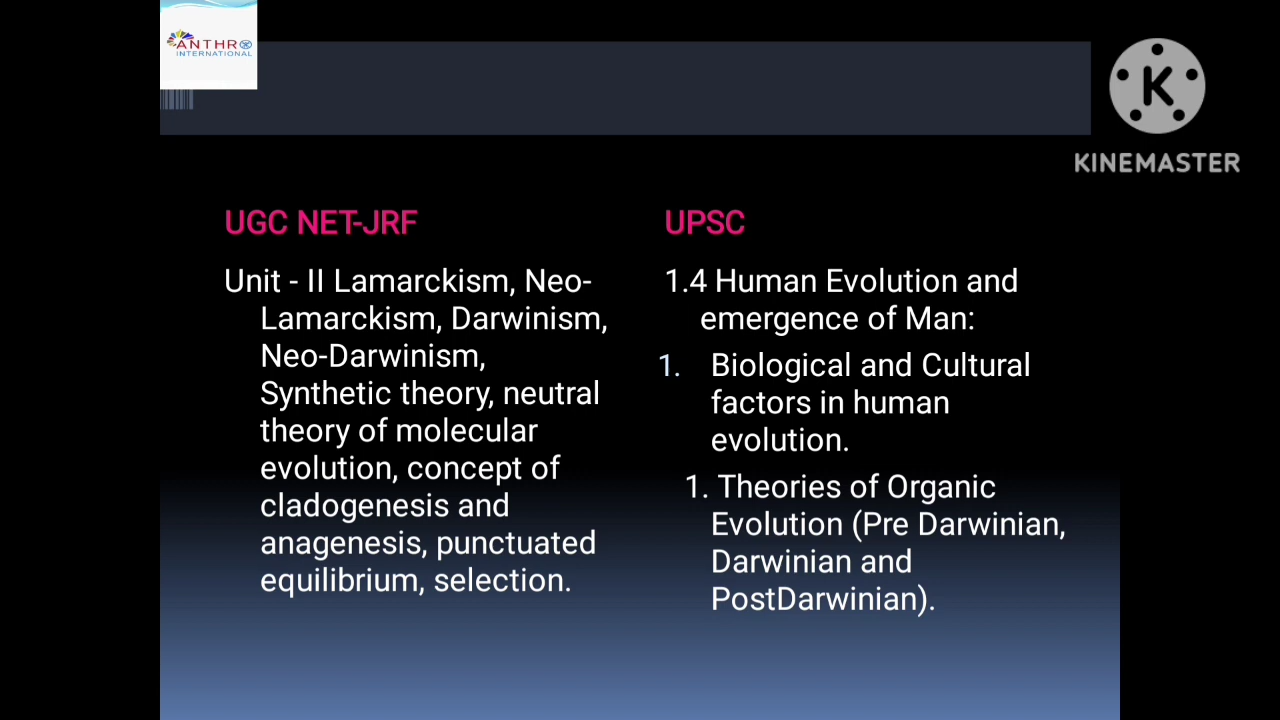 ANTHRO
INTERNATIONAL
KINEMASTER
UGC NET-JRF
Unit - II Lamarckism, Neo-
Lamarckism, Darwinism,
Neo-Darwinism,
Synthetic theory, neutral
theory of molecular
evolution, concept of
cladogenesis and
anagenesis, punctuated
equilibrium, selection.
UPSC
1.4 Human Evolution and
emergence of Man:
1. Biological and Cultural
factors in human
evolution.
1. Theories of Organic
Evolution (Pre Darwinian,
Darwinian and
PostDarwinian).